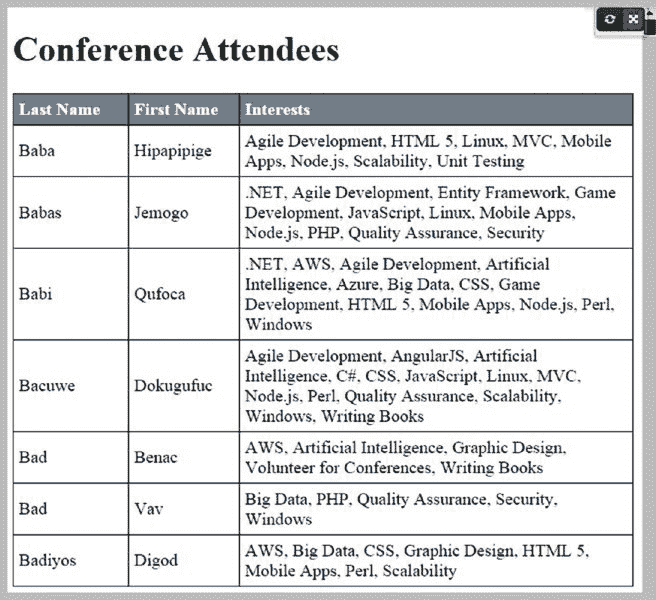 Conference Attendees
Last Name First Name Interests
Baba Hipapipige Agile Development, HTML 5, Linux, MVC, Mobile
Apps, Node.js, Scalability, Unit Testing
Babas Jemogo .NET, Agile Development, Entity Framework, Game
Development, JavaScript, Linux, Mobile Apps,
Node.js, PHP, Quality Assurance, Security
Babi Qufoca .NET, AWS, Agile Development, Artificial
Intelligence, Azure, Big Data, CSS, Game
Development, HTML 5, Mobile Apps, Node.js, Perl,
Windows
Bacuwe Dokugufuc Agile Development, AngularJS, Artificial
Intelligence, C#, CSS, JavaScript, Linux, MVC,
Node.js, Perl, Quality Assurance, Scalability,
Windows, Writing Books
Bad Benac AWS, Artificial Intelligence, Graphic Design,
Volunteer for Conferences, Writing Books
Bad Vav Big Data, PHP, Quality Assurance, Security,
Windows
Badiyos Digod AWS, Big Data, CSS, Graphic Design, HTML 5,
Mobile Apps, Perl, Scalability